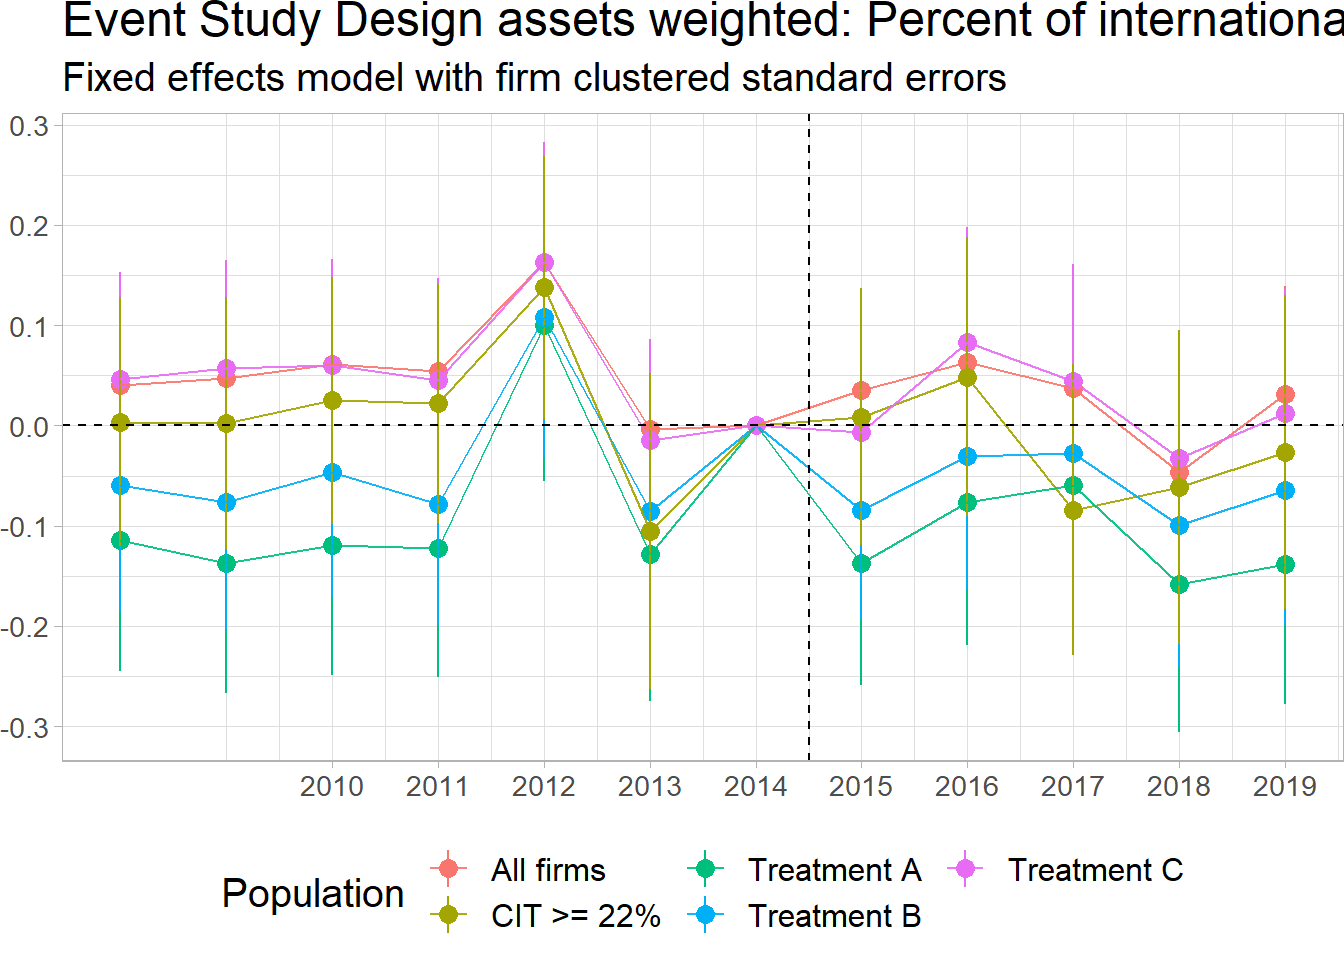 Event Study Design assets weighted: Percent of internationa
Fixed effects model with firm clustered standard errors
0.3
0.2
0.1
0.0
-0.1
-0.2
-0.3
2010 2011 2012 2013 2014 2015 2016 2017 2018 2019
Population
All firms Treatment A Treatment C
CIT >= 22% Treatment B